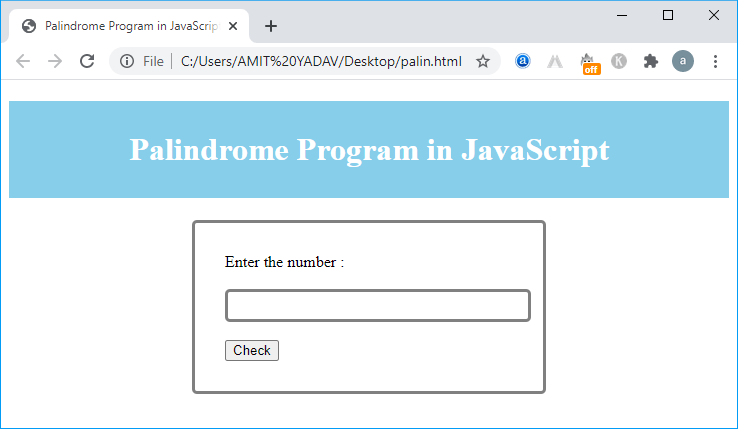 Palindrome Program in JavaScrip
File
C:/Users/AMIT%20YADAV/Desktop/palin.html
a
off
K
a
Palindrome Program in JavaScript
Enter the number :
Check